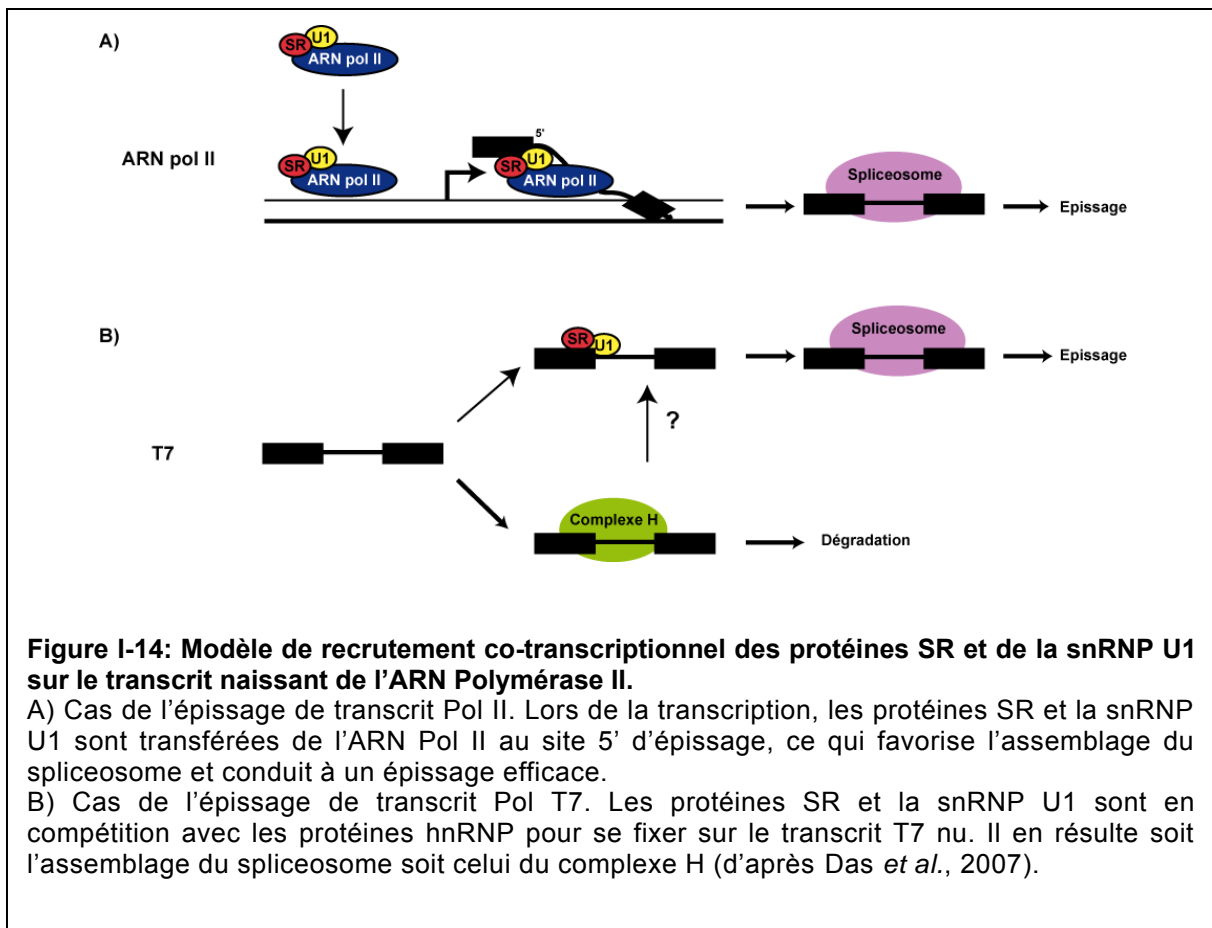 A)
SR U1
ARN pol II
ARN pol II
SR U1
ARN pol II
5'
SR U1
ARN pol II
Spliceosome
Epissage
B)
T7
SR U1
Spliceosome
Epissage
?
Complexe H
Dégradation
Figure I-14: Modèle de recrutement co-transcriptionnel des protéines SR et de la snRNP U1
sur le transcrit naissant de l'ARN Polymérase II.
A) Cas de l'épissage de transcrit Pol II. Lors de la transcription, les protéines SR et la snRNP
U1 sont transférées de l'ARN Pol II au site 5' d'épissage, ce qui favorise l'assemblage du
spliceosome et conduit à un épissage efficace.
B) Cas de l'épissage de transcrit Pol T7. Les protéines SR et la snRNP U1 sont en
compétition avec les protéines hnRNP pour se fixer sur le transcrit T7 nu. Il en résulte soit
l'assemblage du spliceosome soit celui du complexe H (d'après Das et al., 2007).